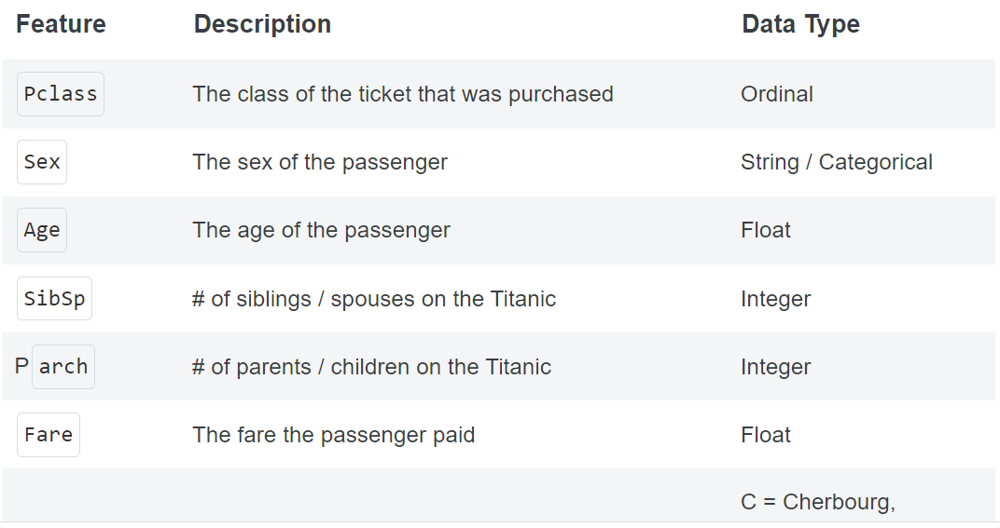 Feature Description Data Type
Pclass The class of the ticket that was purchased Ordinal
Sex The sex of the passenger String / Categorical
Age The age of the passenger Float
SibSp # of siblings / spouses on the Titanic Integer
P arch # of parents / children on the Titanic Integer
Fare The fare the passenger paid Float
C = Cherbourg,